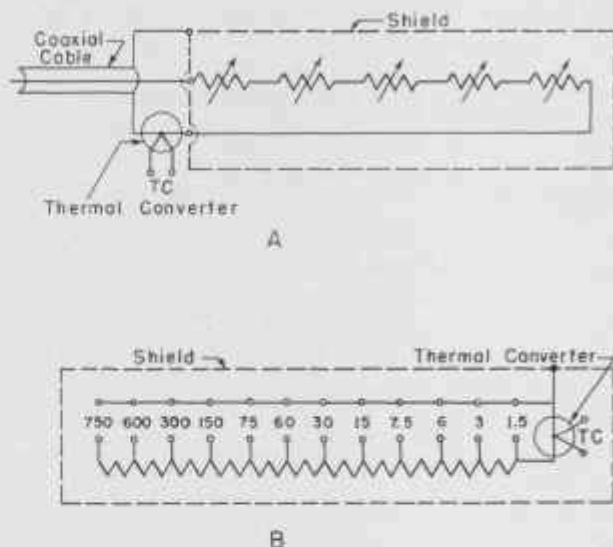 Shield
Coaxial
Cable
TC
Thermal Converter
A
Shield
Thermal Converter
750 600 300 150 75 60 30 15 7.5 6 3 1.5
TC
B